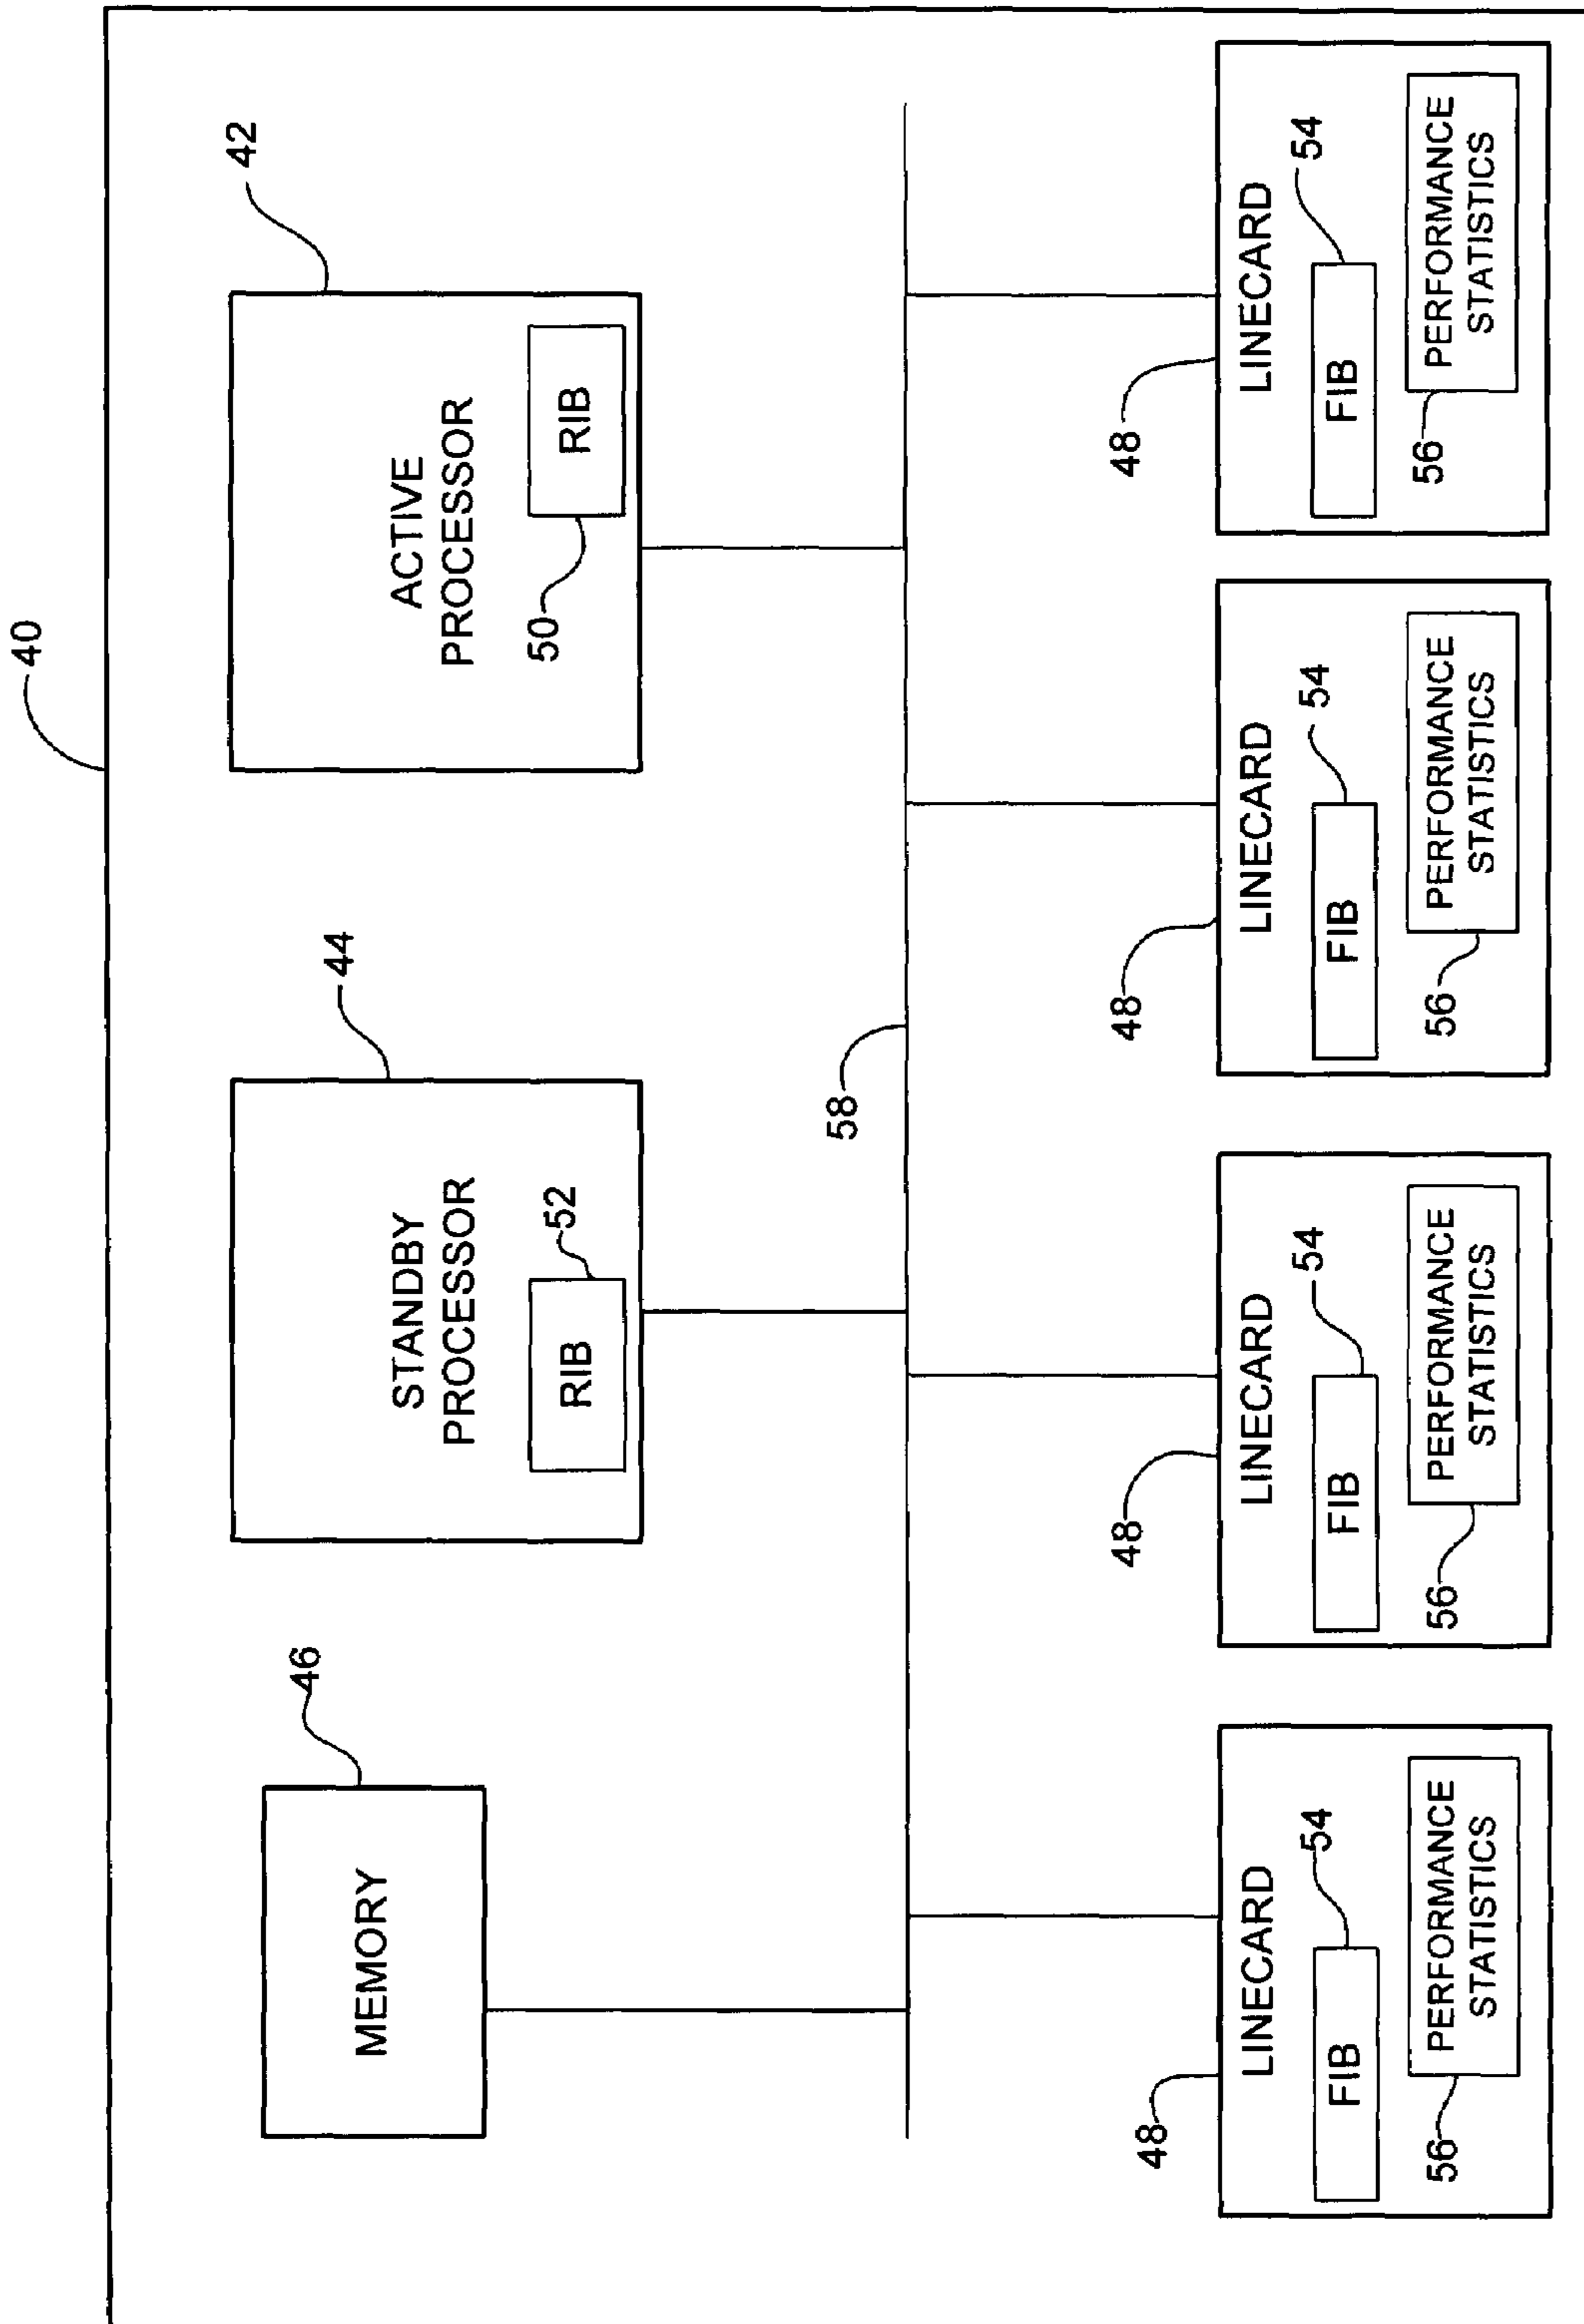 40
MEMORY
46
STANDBY
PROCESSOR
44
RIB
52
ACTIVE
PROCESSOR
42
RIB
50
58
48
LINECARD
54
FIB
56
PERFORMANCE
STATISTICS
48
LINECARD
54
FIB
56
PERFORMANCE
STATISTICS
48
LINECARD
54
FIB
56
PERFORMANCE
STATISTICS
48
LINECARD
54
FIB
56
PERFORMANCE
STATISTICS